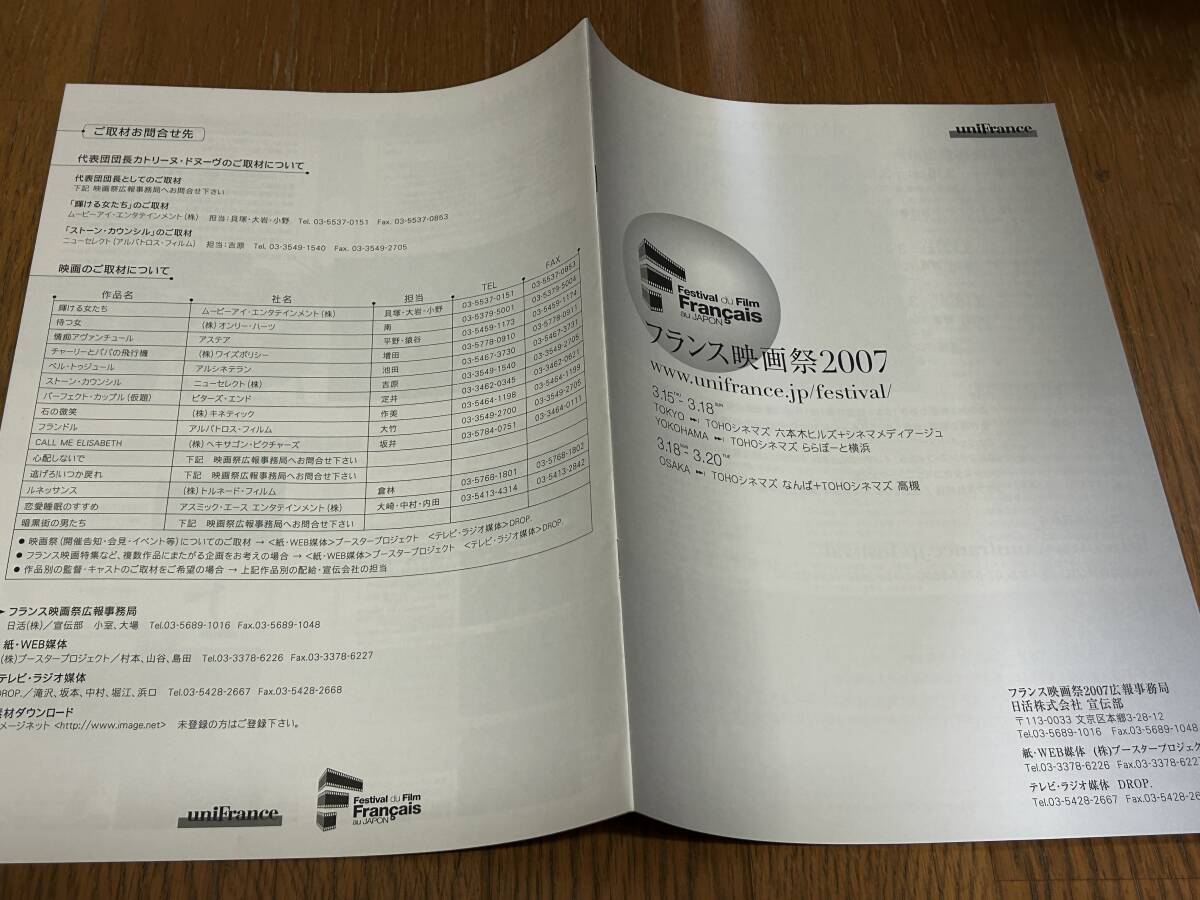 ご取材お問合せ先
代表団団長カトリーヌ・ドヌーヴのご取材について
代表団団長としてのご取材
下記 映画祭広報事務局へお問合せ下さい
「輝ける女たち」のご取材
ムービーアイ・エンタテインメント(株) 担当:貝塚・大岩・小野 Tel. 03-5537-0151 Fax. 03-5537-0853
「ストーン・カウンシル」のご取材
ニューセレクト(アルバトロス・フィルム) 担当:吉原 Tel. 03-3549-1540 Fax. 03-3549-2705
映画のご取材について
作品名 社名 担当 TEL FAX
輝ける女たち ムービーアイ・エンタテインメント(株) 貝塚・大岩・小野 03-5537-0151 03-5537-0853
待つ女 (株)オンリー・ハーツ 南 03-5379-5001 03-5379-5004
情痴アヴァンチュール アステア 平野・猿谷 03-5459-1173 03-5459-1174
チャーリーとパパの飛行機 (株)ワイズポリシー 増田 03-5778-0910 03-5778-0911
ベル・トゥジュール アルシネテラン 池田 03-5467-3730 03-5467-3731
ストーン・カウンシル ニューセレクト(株) 吉原 03-3549-1540 03-3549-2705
パーフェクト・カップル(仮題) ビターズ・エンド 定井 03-3462-0345 03-3462-0621
石の微笑 (株)キネティック 作美 03-5464-1198 03-5464-1199
フランドル アルバトロス・フィルム 大竹 03-3549-2700 03-3549-2705
CALL ME ELISABETH (株)ヘキサゴン・ピクチャーズ 坂井 03-5784-0751 03-3464-0111
心配しないで 下記 映画祭広報事務局へお問合せ下さい
逃げろ!いつか戻れ 下記 映画祭広報事務局へお問合せ下さい
ルネッサンス (株)トルネード・フィルム 倉林 03-5768-1801 03-5768-1802
恋愛睡眠のすすめ アスミック・エース エンタテインメント(株) 大崎・中村・内田 03-5413-4314 03-5413-2842
暗黒街の男たち 下記 映画祭広報事務局へお問合せ下さい
● 映画祭(開催告知・会見・イベント等)についてのご取材 → <紙・WEB媒体>ブースタープロジェクト <テレビ・ラジオ媒体>DROP.
● フランス映画特集など、複数作品にまたがる企画をお考えの場合 → <紙・WEB媒体>ブースタープロジェクト <テレビ・ラジオ媒体>DROP.
● 作品別の監督・キャストのご取材をご希望の場合 → 上記作品別の配給・宣伝会社の担当
フランス映画祭広報事務局
日活(株)/宣伝部 小室、大場 Tel.03-5689-1016 Fax.03-5689-1048
紙・WEB媒体
(株)ブースタープロジェクト/村本、山谷、島田 Tel.03-3378-6226 Fax.03-3378-6227
テレビ・ラジオ媒体
DROP./滝沢、坂本、中村、堀江、浜口 Tel.03-5428-2667 Fax.03-5428-2668
素材ダウンロード
メージネット <http://www.image.net> 未登録の方はご登録下さい。
uniFrance
Festival du Film
Français
au JAPON
uniFrance
Festival du Film
Français
au JAPON
フランス映画祭2007
www.unifrance.jp/festival/
3.15THU- 3.18SUN
TOKYO TOHOシネマズ 六本木ヒルズ+シネマメディアージュ
YOKOHAMA TOHOシネマズ ららぽーと横浜
3.18SUN- 3.20TUE
OSAKA TOHOシネマズ なんば+TOHOシネマズ 高槻
フランス映画祭2007広報事務局
日活株式会社 宣伝部
〒113-0033 文京区本郷3-28-12
Tel.03-5689-1016 Fax.03-5689-1048
紙・WEB媒体 (株)ブースタープロジェク
Tel.03-3378-6226 Fax.03-3378-6227
テレビ・ラジオ媒体 DROP.
Tel.03-5428-2667 Fax.03-5428-26